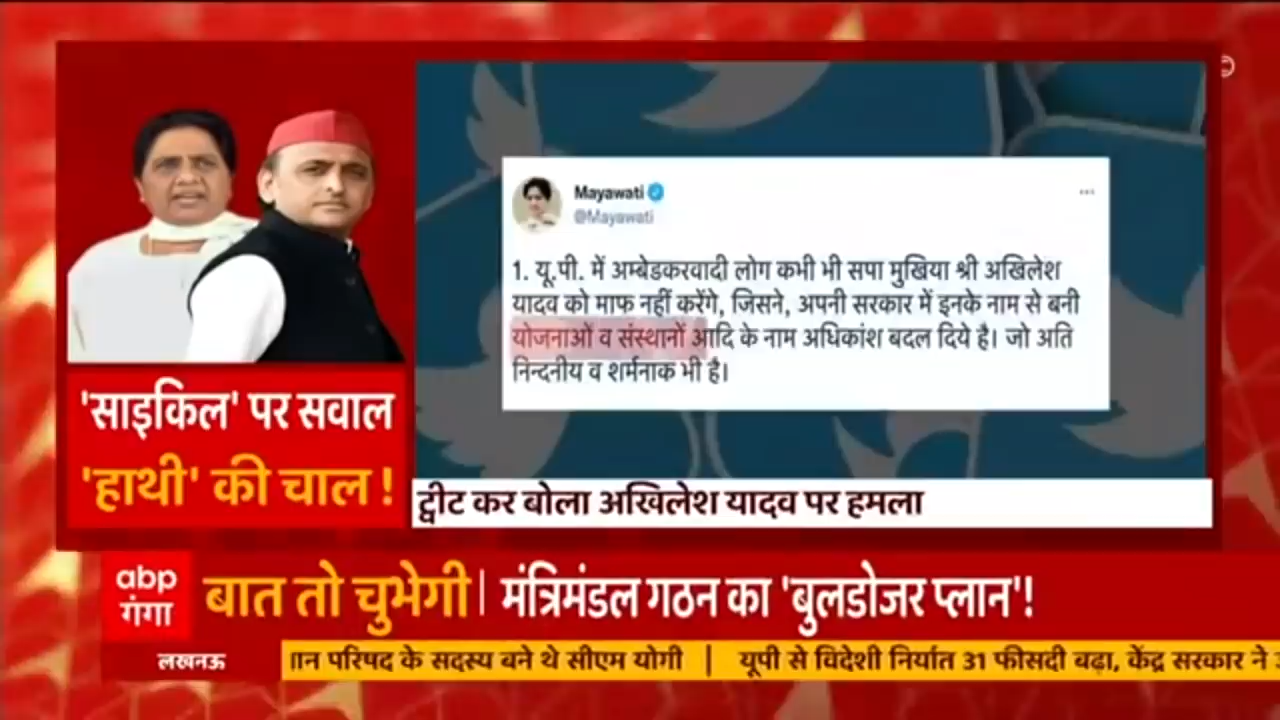 Mayawati
@Mayawati
1. यू.पी. में अम्बेडकरवादी लोग कभी भी सपा मुखिया श्री अखिलेश
यादव को माफ नहीं करेंगे, जिसने, अपनी सरकार में इनके नाम से बनी
योजनाओं व संस्थानों आदि के नाम अधिकांश बदल दिये है। जो अति
निन्दनीय व शर्मनाक भी है।
'साइकिल' पर सवाल
'हाथी' की चाल !
ट्वीट कर बोला अखिलेश यादव पर हमला
abp
गंगा
बात तो चुभेगी | मंत्रिमंडल गठन का 'बुलडोजर प्लान'!
लखनऊ
परिषद के सदस्य बने थे सीएम योगी | यूपी से विदेशी निर्यात 31 फीसदी बढ़ा, केंद्र सरकार ने